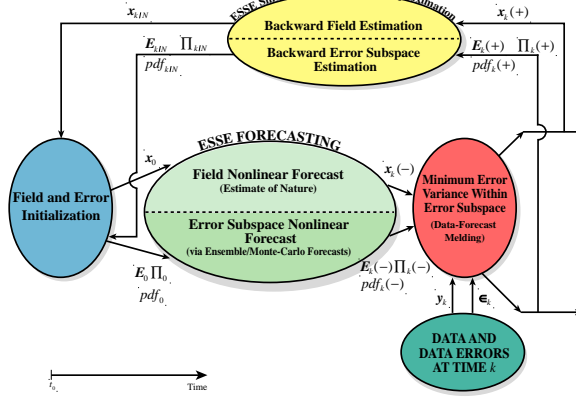 ESSE
x_kIN
x_k(+)
Backward Field Estimation
E_kIN ∏_kIN
pdf_kIN
Backward Error Subspace
Estimation
E_k(+) ∏_k(+)
pdf_k(+)
ESSE FORECASTING
x_0
Field Nonlinear Forecast
(Estimate of Nature)
x_k(−)
Minimum Error
Variance Within
Error Subspace
(Data-Forecast
Melding)
Field and Error
Initialization
Error Subspace Nonlinear
Forecast
(via Ensemble/Monte-Carlo Forecasts)
E_0 ∏_0
pdf_0
E_k(−)∏_k(−)
pdf_k(−)
y_k
∈_k
DATA AND
DATA ERRORS
AT TIME k
t_0
Time